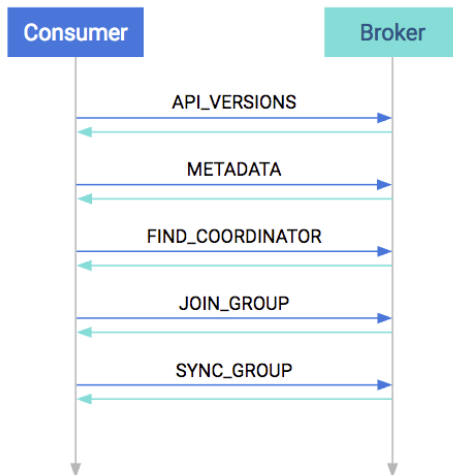 Consumer
Broker
API_VERSIONS
METADATA
FIND_COORDINATOR
JOIN_GROUP
SYNC_GROUP